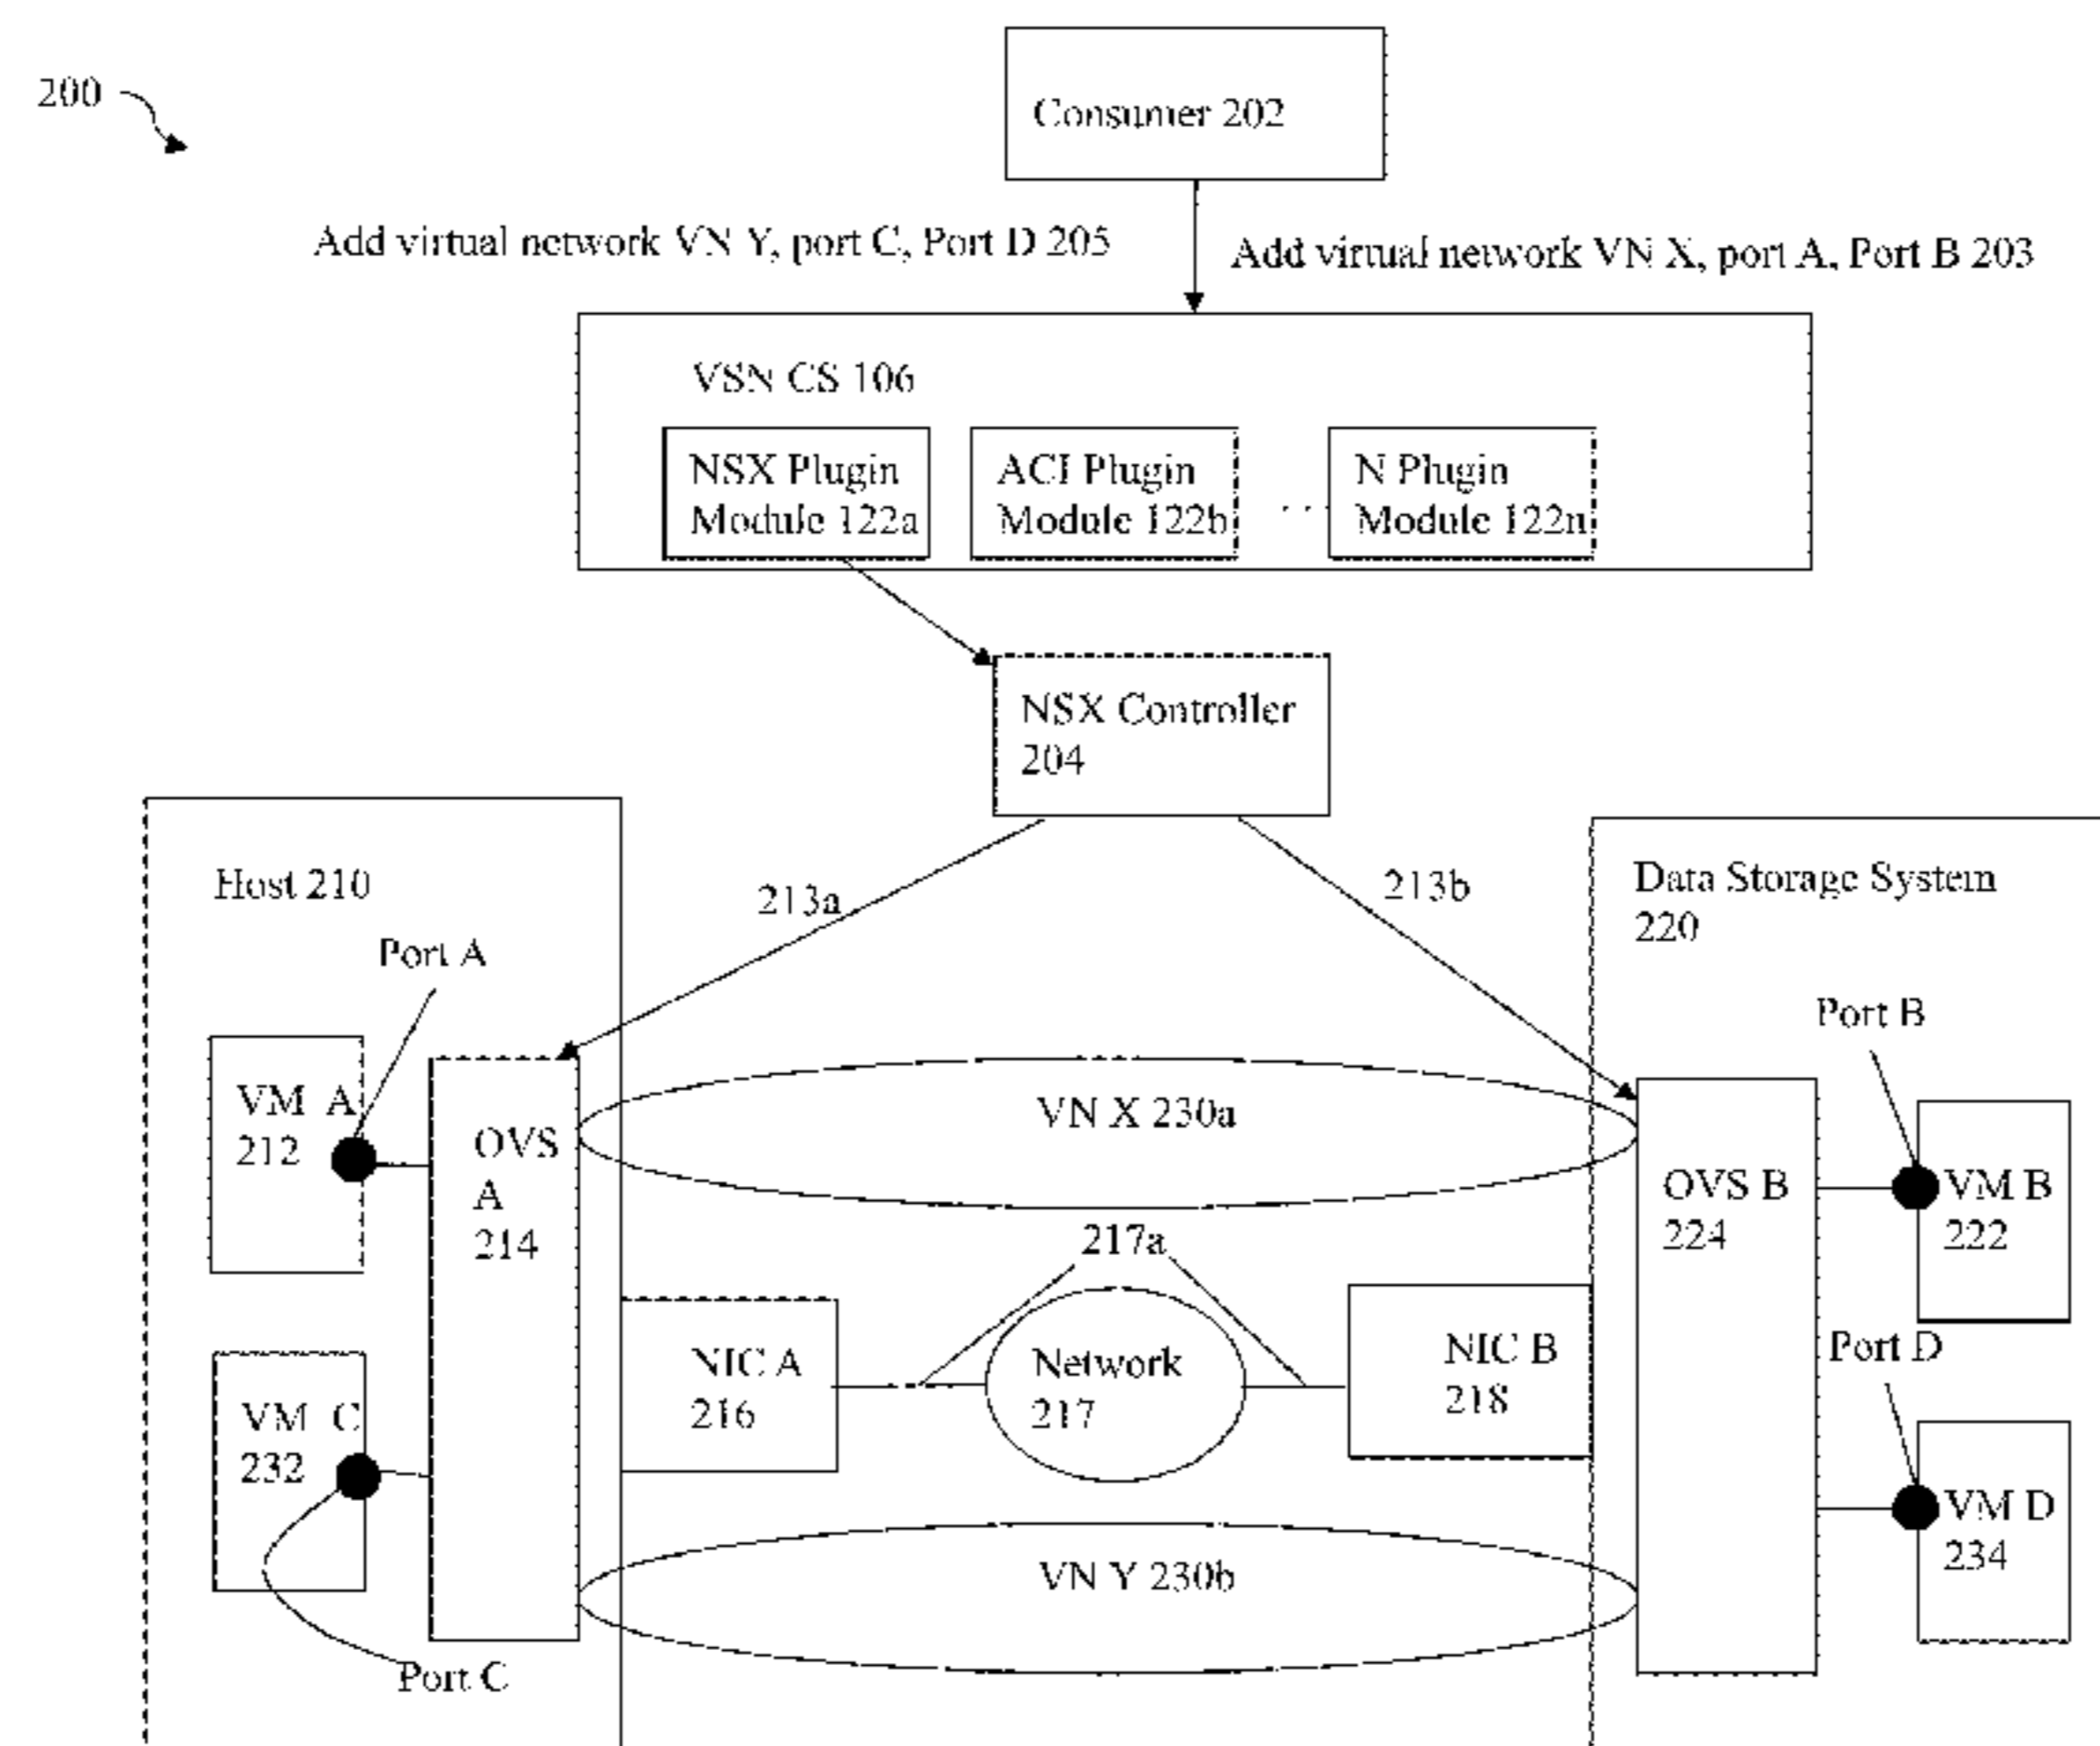 200
Consumer 202
Add virtual network VN Y, port C, Port D 205
Add virtual network VN X, port A, Port B 203
VSN CS 106
NSX Plugin
Module 122a
ACI Plugin
Module 122b
. . .
N Plugin
Module 122n
NSX Controller
204
Host 210
213a
213b
Data Storage System
220
Port A
Port B
VM A
212
OVS
A
214
VN X 230a
OVS B
224
VM B
222
217a
NIC A
216
Network
217
NIC B
218
Port D
VM C
232
VM D
234
VN Y 230b
Port C